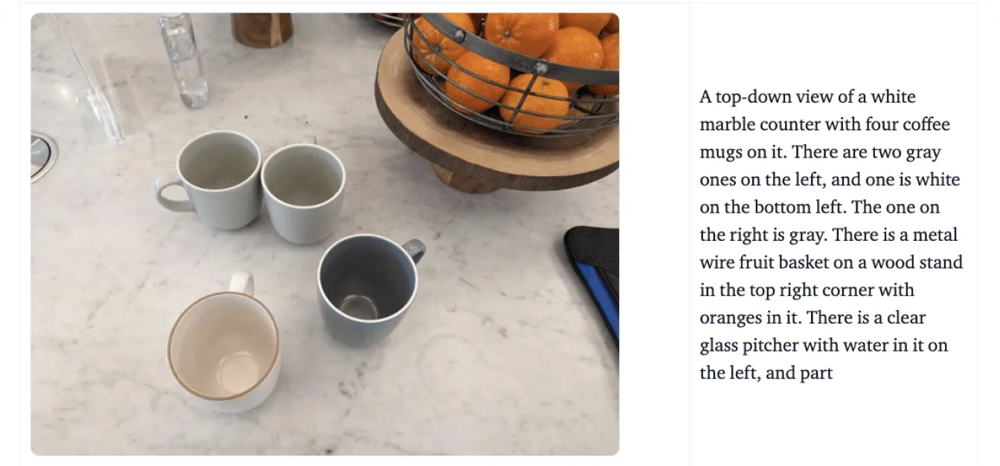 A top-down view of a white
marble counter with four coffee
mugs on it. There are two gray
ones on the left, and one is white
on the bottom left. The one on
the right is gray. There is a metal
wire fruit basket on a wood stand
in the top right corner with
oranges in it. There is a clear
glass pitcher with water in it on
the left, and part